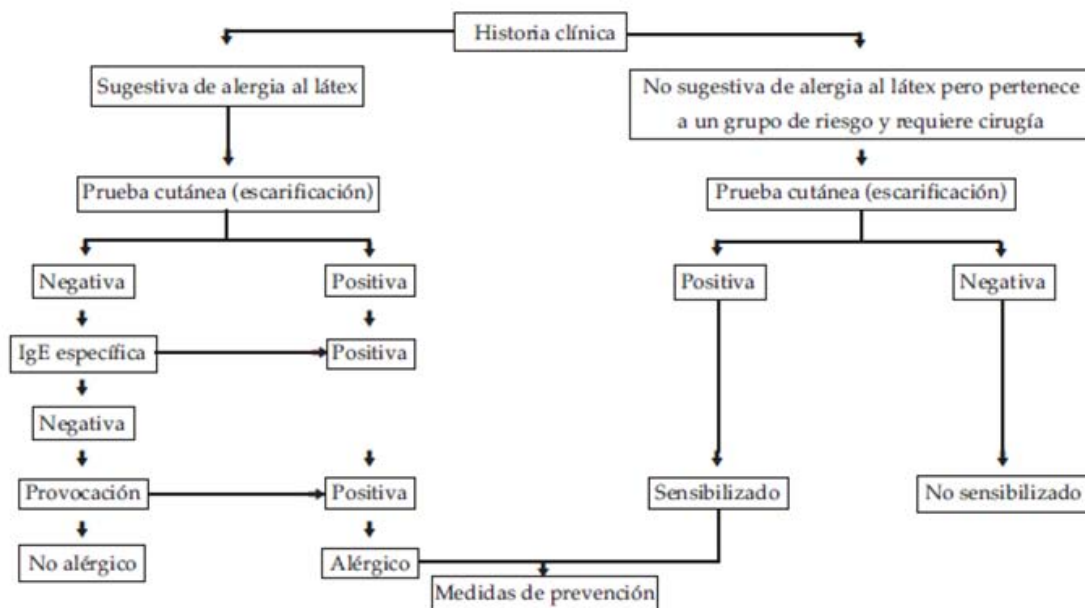 Historia clínica
Sugestiva de alergia al látex
No sugestiva de alergia al látex pero pertenece
a un grupo de riesgo y requiere cirugía
Prueba cutánea (escarificación)
Prueba cutánea (escarificación)
Negativa
Positiva
Positiva
Negativa
IgE específica
Positiva
Negativa
Provocación
Positiva
Sensibilizado
No sensibilizado
No alérgico
Alérgico
Medidas de prevención